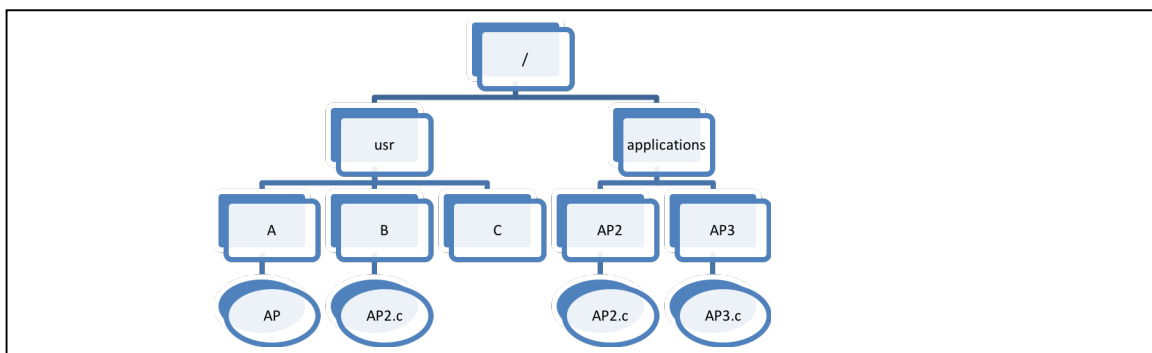 /
usr
applications
A
B
C
AP2
AP3
AP
AP2.c
AP2.c
AP3.c